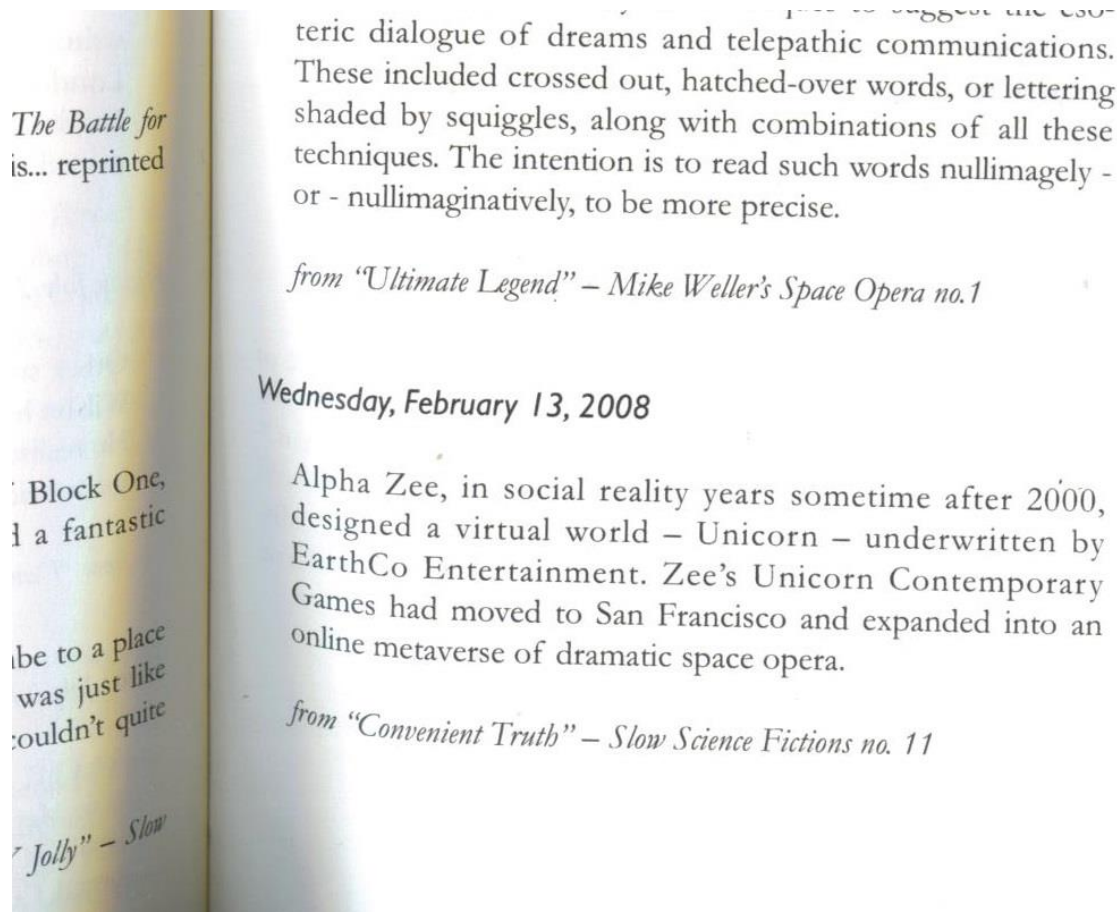 The Battle for
is... reprinted
Block One,
a fantastic
be to a place
was just like
couldn't quite
Jolly" – Slow
to suggest the eso-
teric dialogue of dreams and telepathic communications.
These included crossed out, hatched-over words, or lettering
shaded by squiggles, along with combinations of all these
techniques. The intention is to read such words nullimagely -
or - nullimaginatively, to be more precise.
from "Ultimate Legend" – Mike Weller's Space Opera no.1
Wednesday, February 13, 2008
Alpha Zee, in social reality years sometime after 2000,
designed a virtual world – Unicorn – underwritten by
EarthCo Entertainment. Zee's Unicorn Contemporary
Games had moved to San Francisco and expanded into an
online metaverse of dramatic space opera.
from "Convenient Truth" – Slow Science Fictions no. 11